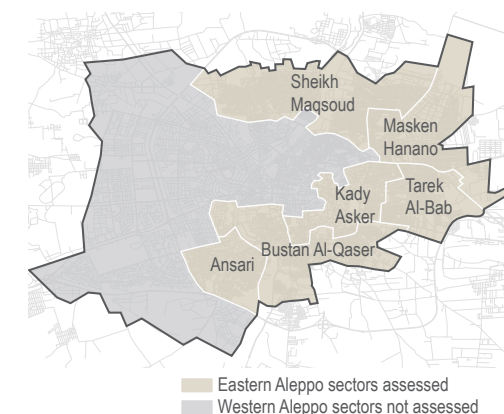 Sheikh
Maqsoud
Masken
Hanano
Kady
Asker
Tarek
Al-Bab
Bustan Al-Qaser
Ansari
Eastern Aleppo sectors assessed
Western Aleppo sectors not assessed